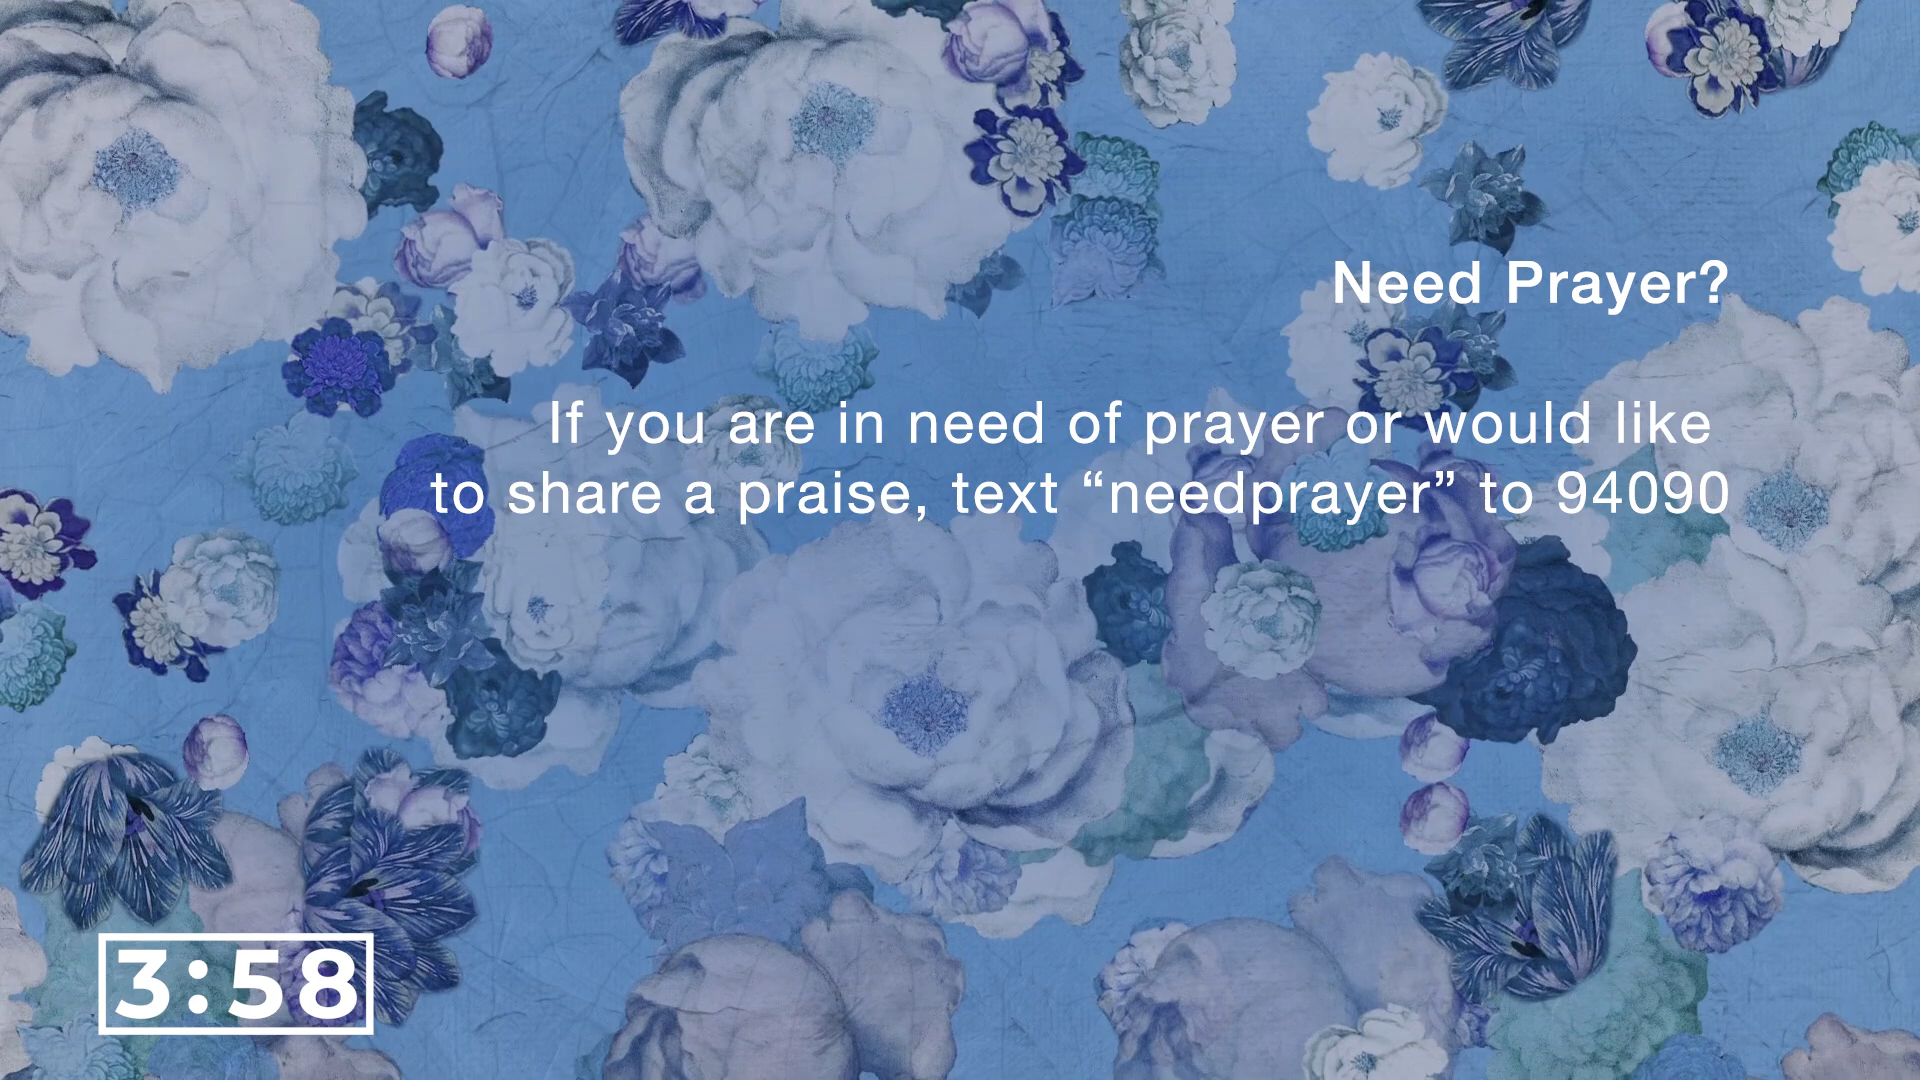 Need Prayer?
If you are in need of prayer or would like
to share a praise, text “needprayer” to 94090
3:58